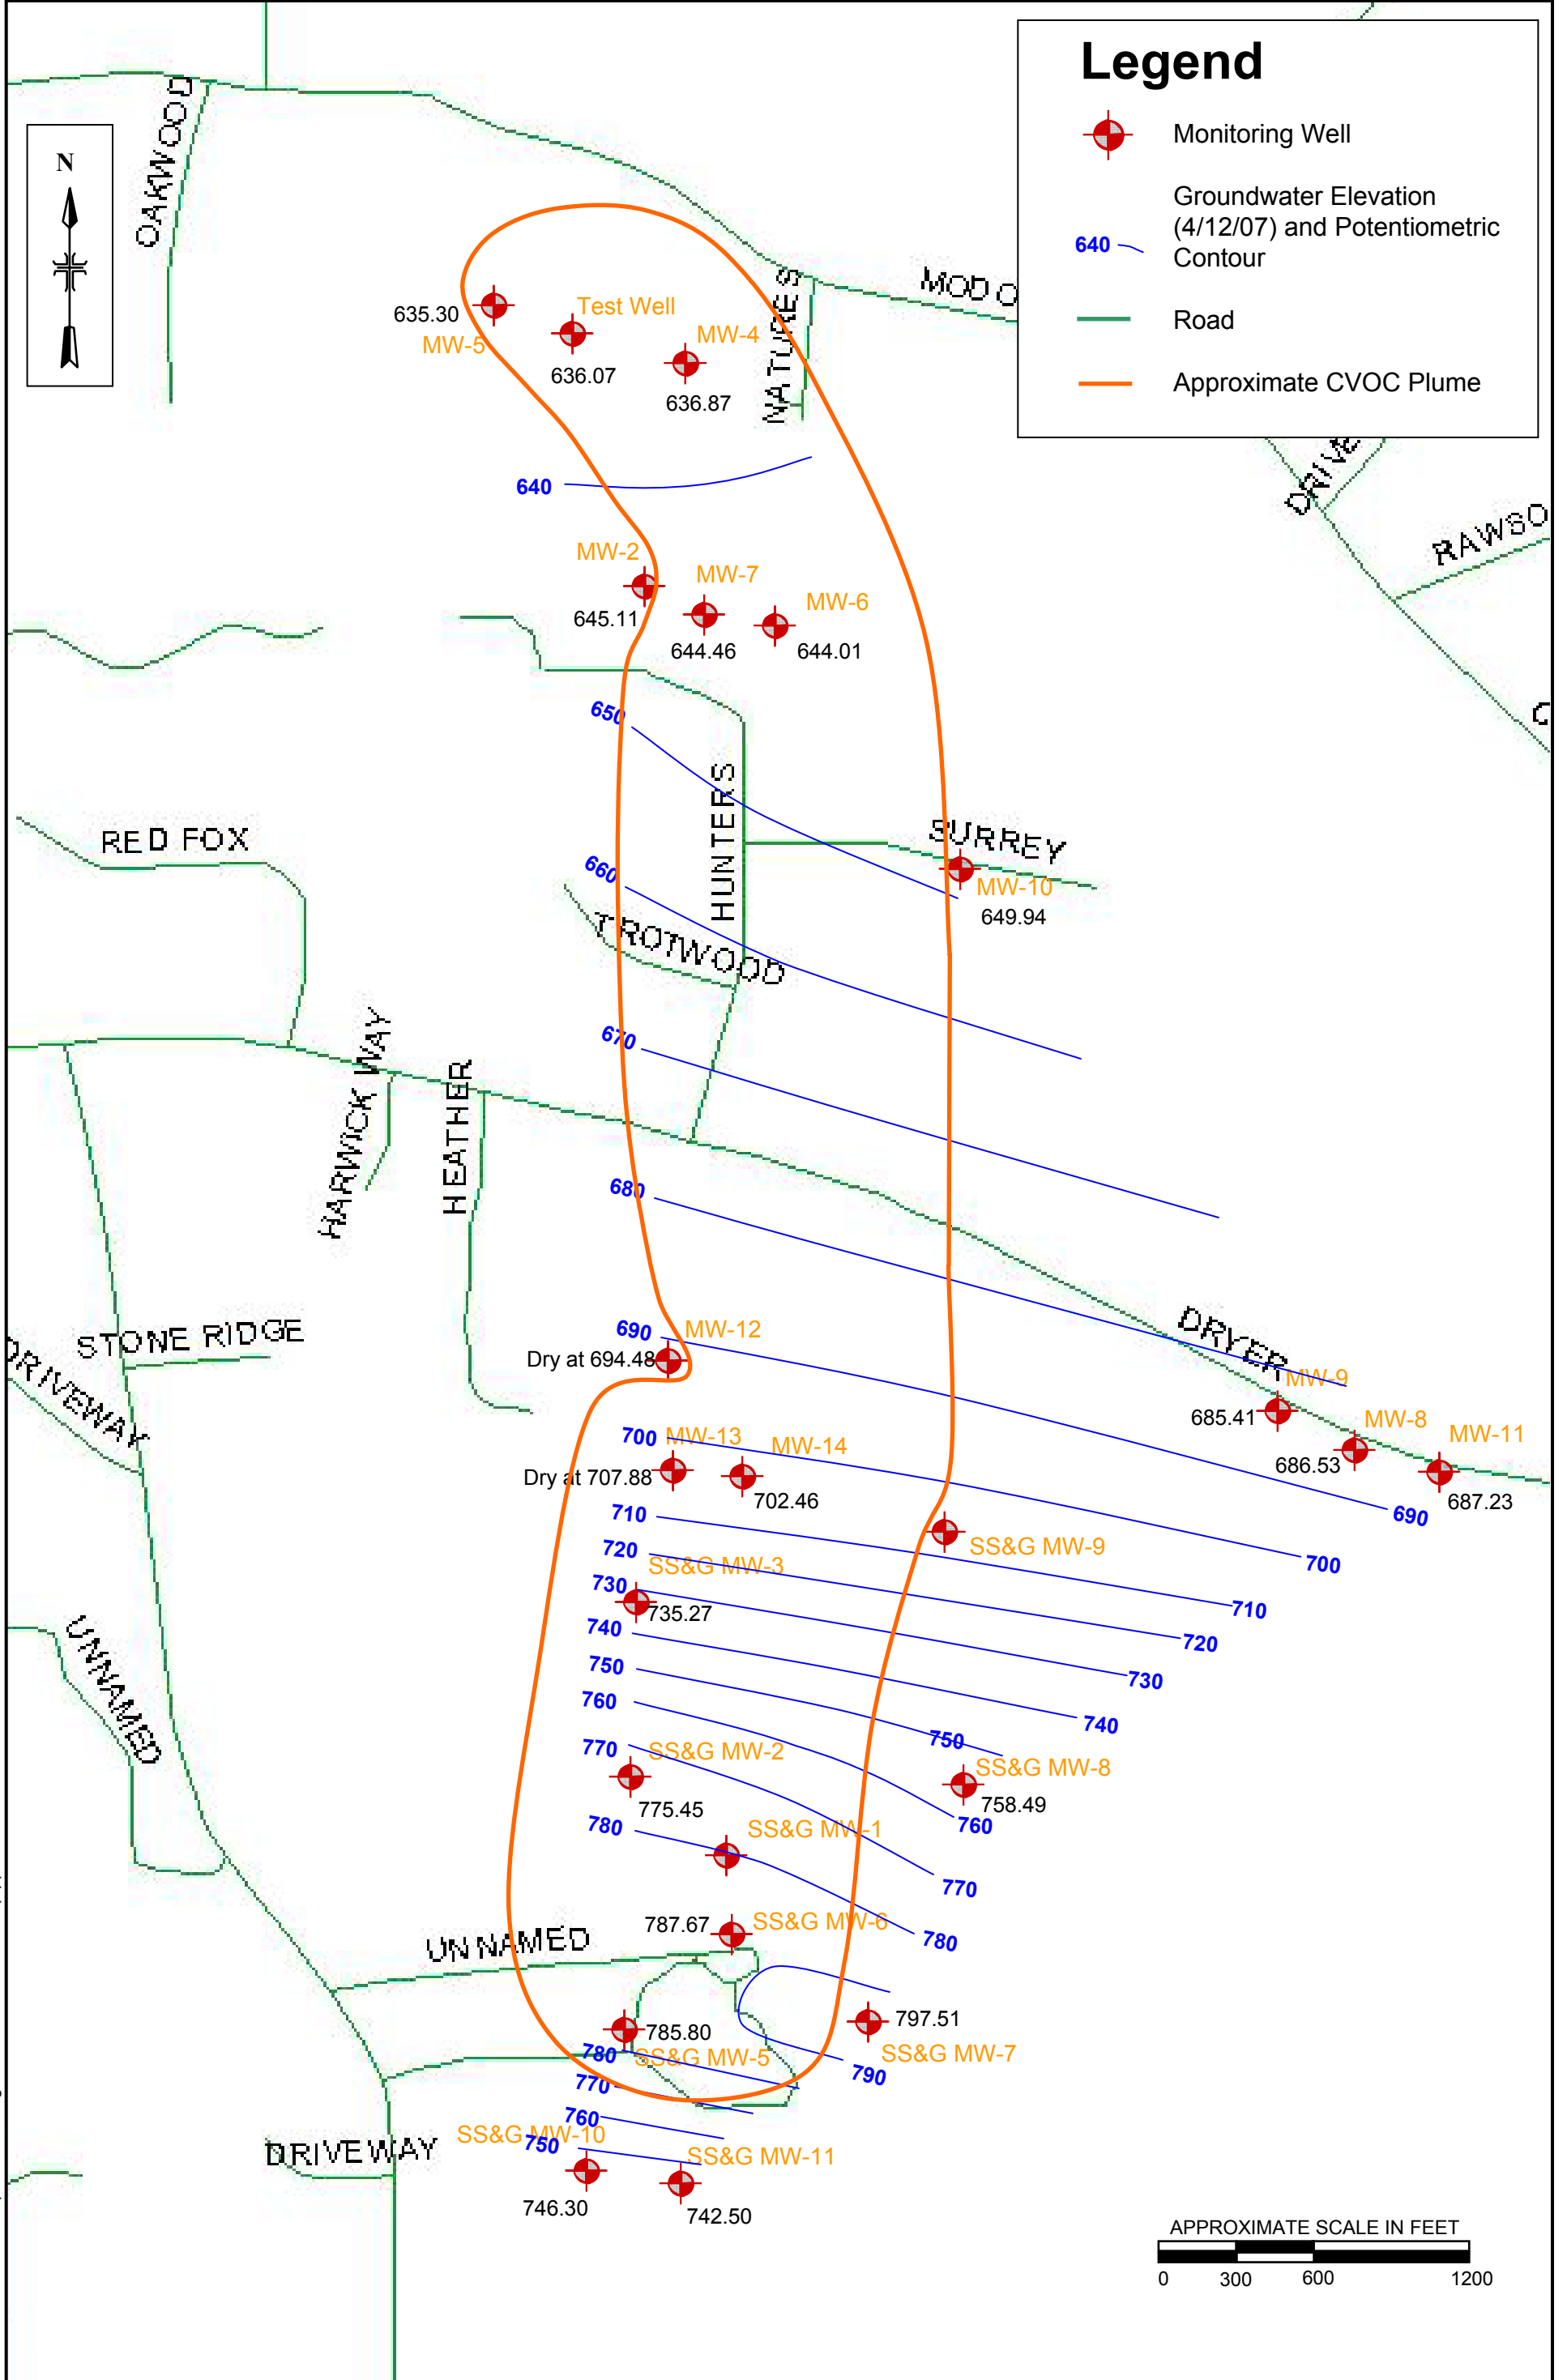 Legend
Monitoring Well
Groundwater Elevation
(4/12/07) and Potentiometric
Contour
640
Road
Approximate CVOC Plume
N
OAKWOOD
NATURES
635.30
MW-5
Test Well
636.07
MW-4
636.87
640
MW-2
645.11
MW-7
644.46
MW-6
644.01
650
HUNTERS
SURREY
MW-10
649.94
RED FOX
660
TROTWOOD
670
HARWICK WAY
HEATHER
680
DRIVE
DRYER
STONE RIDGE
DRIVEWAY
690
MW-12
Dry at 694.48
MW-9
685.41
MW-8
686.53
MW-11
687.23
690
700
MW-13
Dry at 707.88
MW-14
702.46
700
710
SS&G MW-9
710
720
720
SS&G MW-3
735.27
730
730
740
740
750
750
760
760
UNNAMED
770
SS&G MW-2
775.45
SS&G MW-8
758.49
770
780
SS&G MW-1
780
787.67
SS&G MW-6
UNNAMED
797.51
SS&G MW-7
790
785.80
SS&G MW-5
780
770
760
750
SS&G MW-10
746.30
SS&G MW-11
742.50
DRIVEWAY
APPROXIMATE SCALE IN FEET
0 300 600 1200